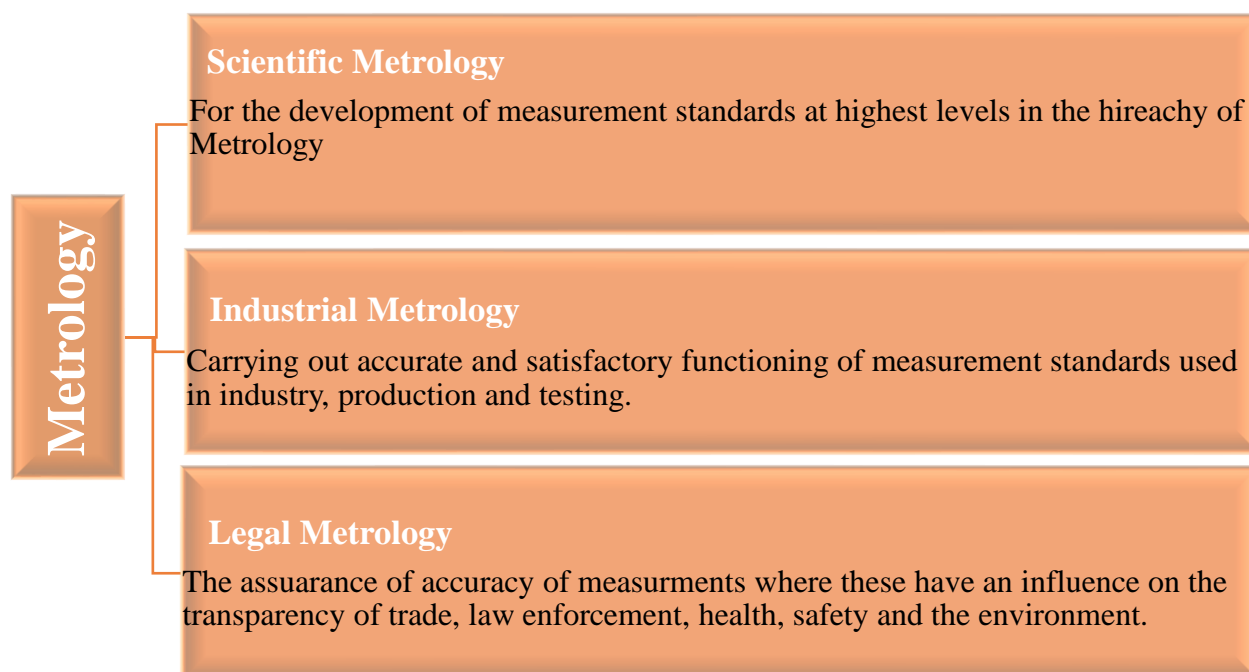 Metrology
Scientific Metrology
For the development of measurement standards at highest levels in the hireachy of
Metrology
Industrial Metrology
Carrying out accurate and satisfactory functioning of measurement standards used
in industry, production and testing.
Legal Metrology
The assuarance of accuracy of measurments where these have an influence on the
transparency of trade, law enforcement, health, safety and the environment.